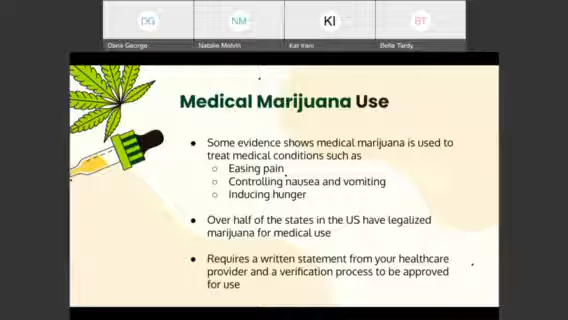 DG
NM
KI
BT
Dana George
Natalie Melvin
Kat Irani
Bella Tardy
Medical Marijuana Use
● Some evidence shows medical marijuana is used to
treat medical conditions such as
○ Easing pain
○ Controlling nausea and vomiting
○ Inducing hunger
● Over half of the states in the US have legalized
marijuana for medical use
● Requires a written statement from your healthcare
provider and a verification process to be approved
for use